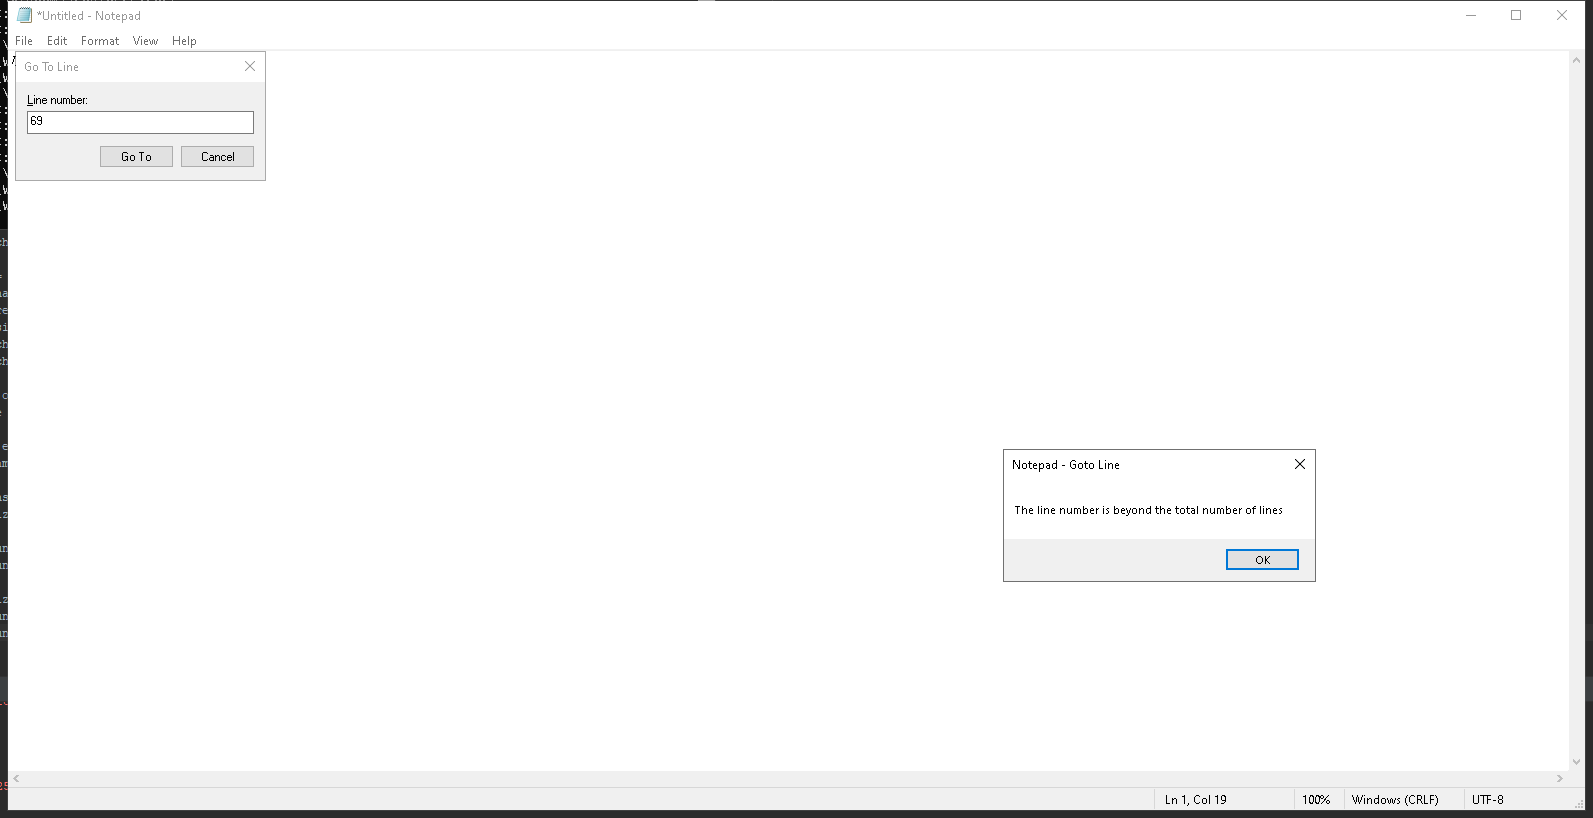 *Untitled - Notepad
File Edit Format View Help
Go To Line
Line number:
69
Go To Cancel
Notepad - Goto Line
The line number is beyond the total number of lines
OK
Ln 1, Col 19 100% Windows (CRLF) UTF-8